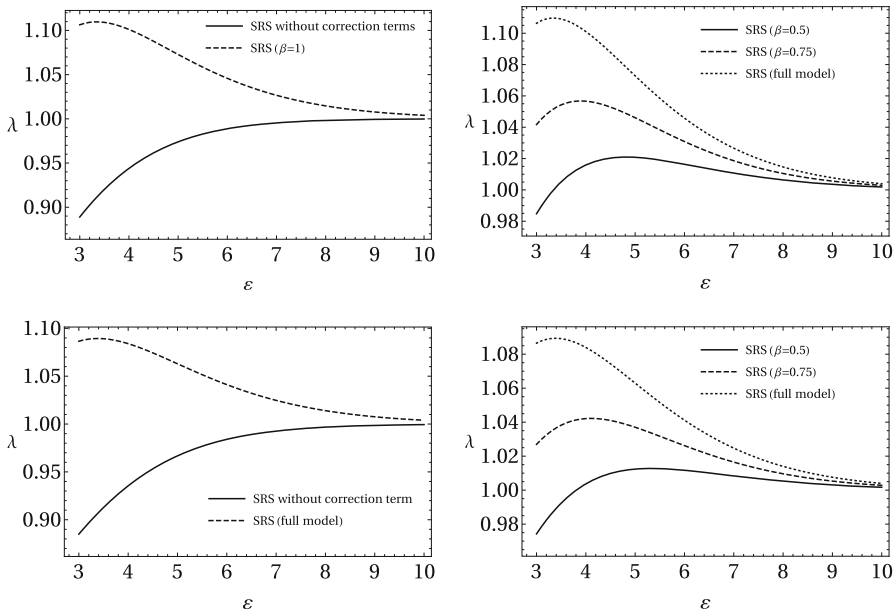 1.10
1.05
1.00
0.95
0.90
λ
SRS without correction terms
SRS (β=1)
3 4 5 6 7 8 9 10
ε
1.10
1.08
1.06
1.04
1.02
1.00
0.98
λ
SRS (β=0.5)
SRS (β=0.75)
SRS (full model)
3 4 5 6 7 8 9 10
ε
1.10
1.05
1.00
0.95
0.90
λ
SRS without correction term
SRS (full model)
3 4 5 6 7 8 9 10
ε
1.08
1.06
1.04
1.02
1.00
0.98
λ
SRS (β=0.5)
SRS (β=0.75)
SRS (full model)
3 4 5 6 7 8 9 10
ε